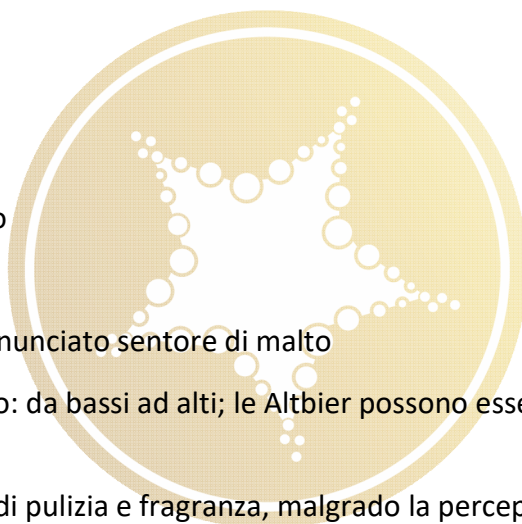 o
nunciato sentore di malto
o: da bassi ad alti; le Altbier possono esse
di pulizia e fragranza, malgrado la percep